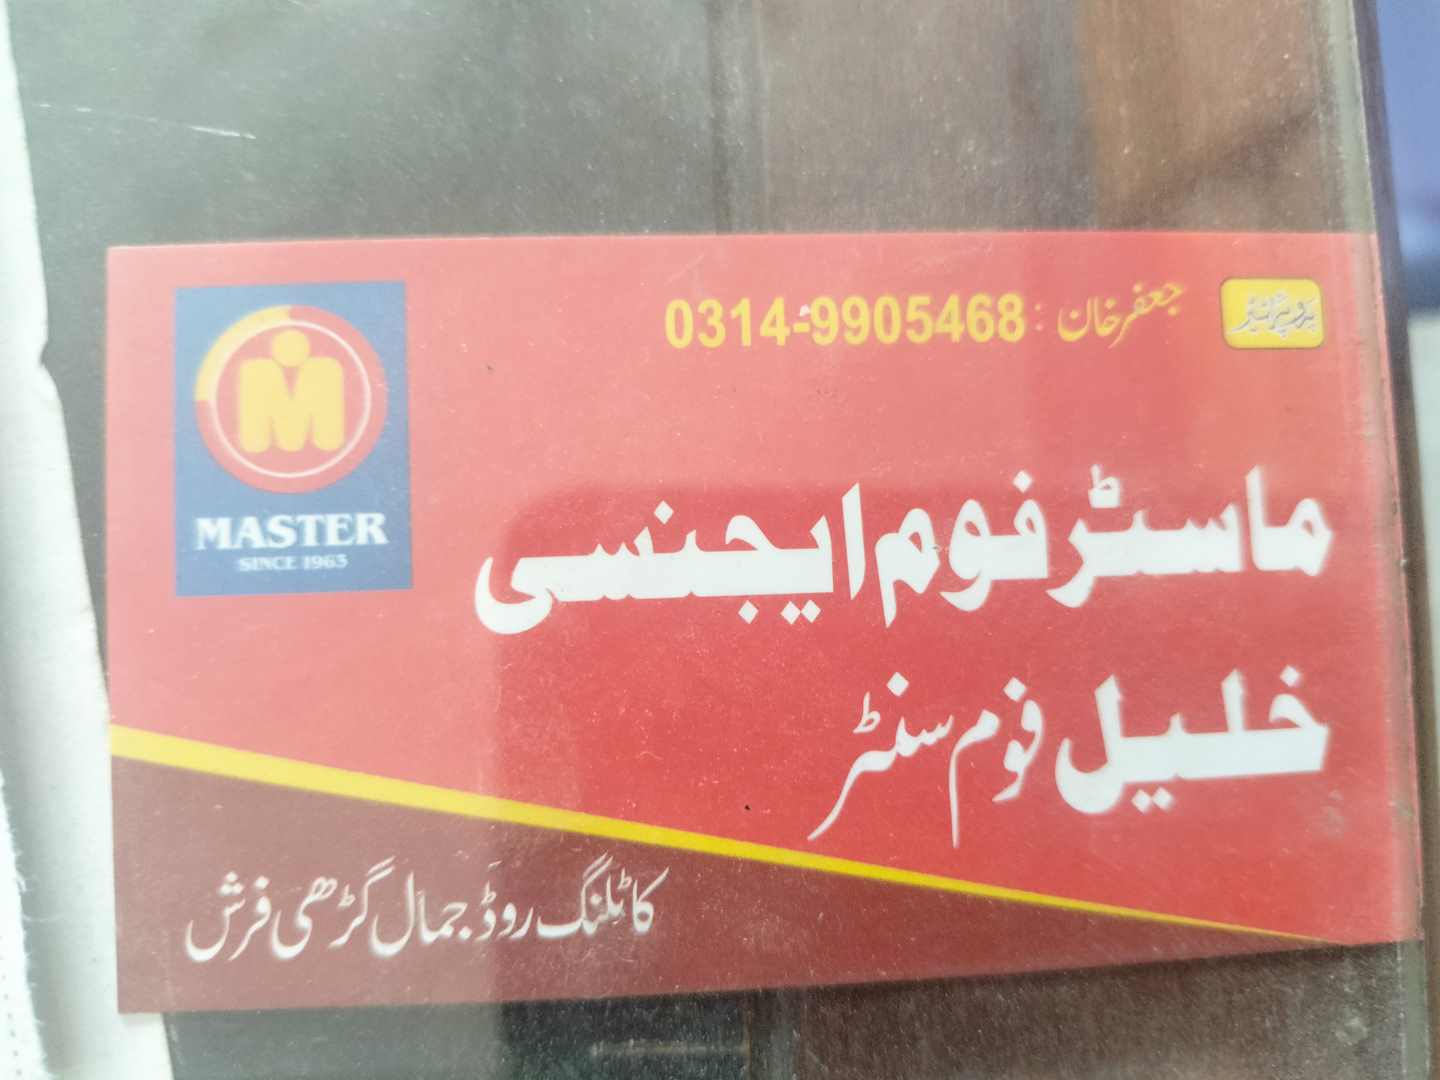 پروپرائٹر
جعفر خان : 0314-9905468
MASTER
SINCE 1963
ماسٹر فوم ایجنسی
خلیل فوم سنٹر
کاٹلنگ روڈ جمال گڑھی فرش